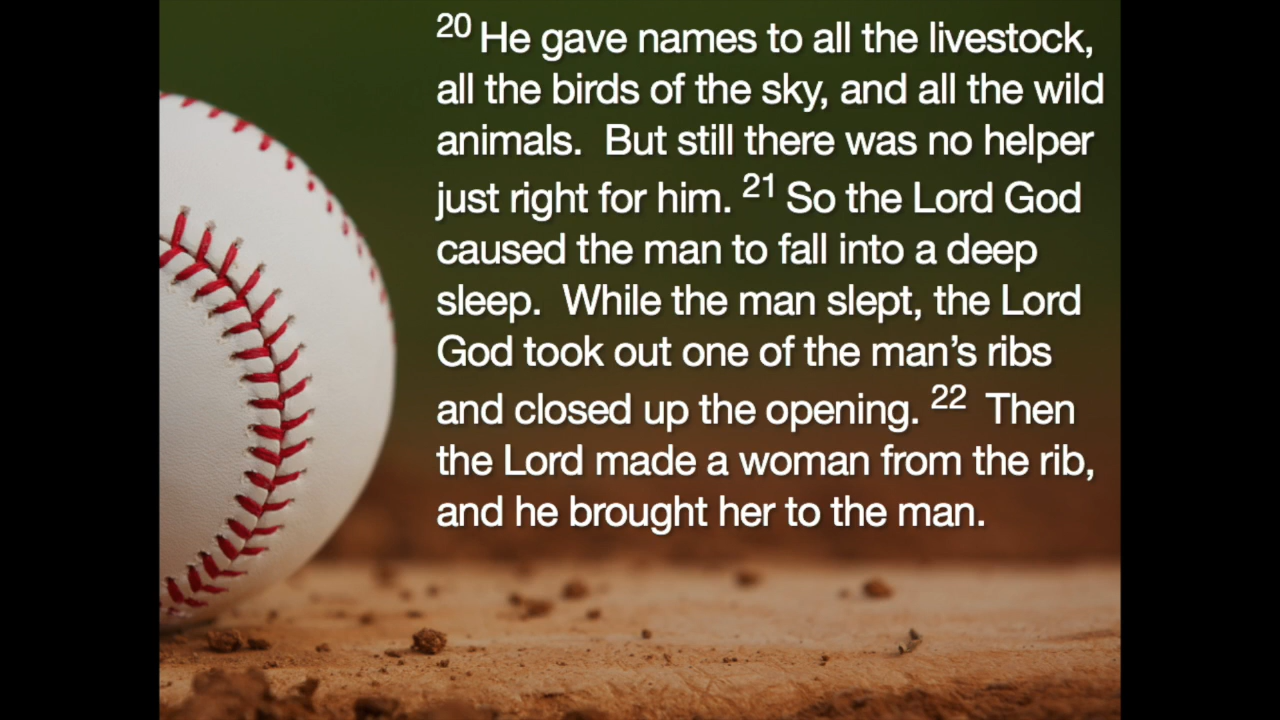 20 He gave names to all the livestock,
all the birds of the sky, and all the wild
animals.  But still there was no helper
just right for him. 21 So the Lord God
caused the man to fall into a deep
sleep.  While the man slept, the Lord
God took out one of the man’s ribs
and closed up the opening. 22  Then
the Lord made a woman from the rib,
and he brought her to the man.